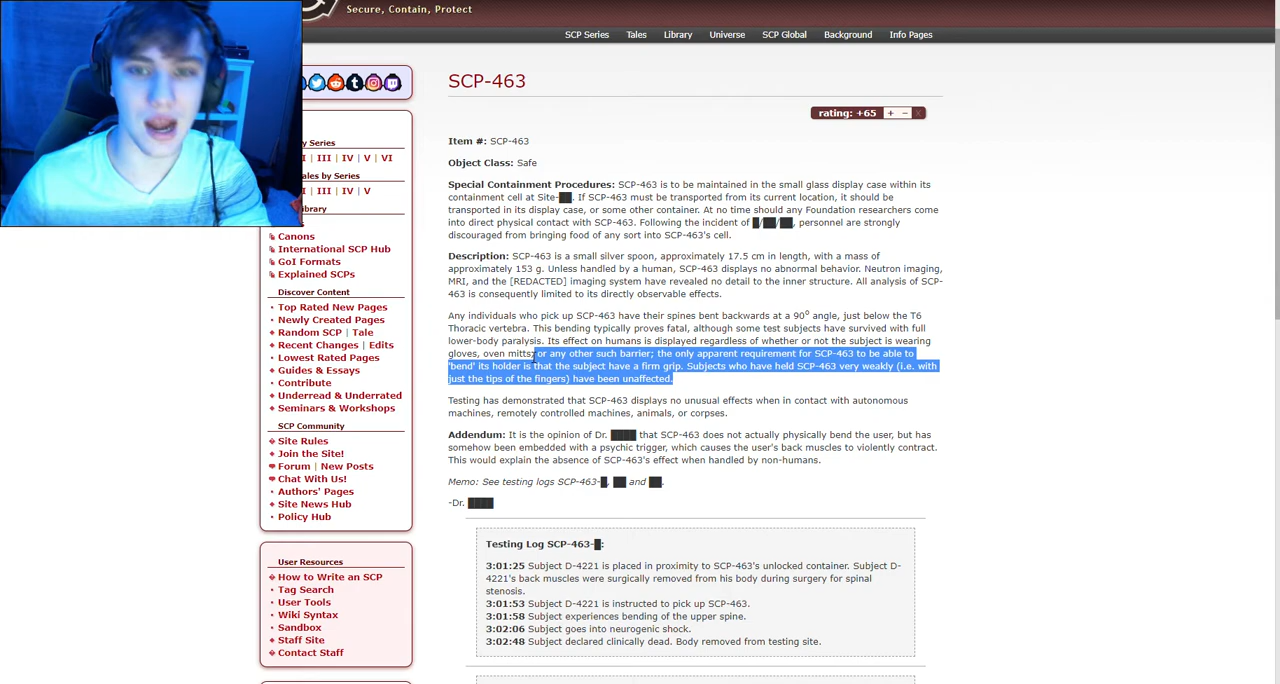 Secure, Contain, Protect
SCP Series Tales Library Universe SCP Global Background Info Pages
SCP-463
rating: +65 + − X
Item #: SCP-463
Object Class: Safe
Special Containment Procedures: SCP-463 is to be maintained in the small glass display case within its
containment cell at Site-██. If SCP-463 must be transported from its current location, it should be
transported in its display case, or some other container. At no time should any Foundation researchers come
into direct physical contact with SCP-463. Following the incident of █/██/██, personnel are strongly
discouraged from bringing food of any sort into SCP-463's cell.
Description: SCP-463 is a small silver spoon, approximately 17.5 cm in length, with a mass of
approximately 153 g. Unless handled by a human, SCP-463 displays no abnormal behavior. Neutron imaging,
MRI, and the [REDACTED] imaging system have revealed no detail to the inner structure. All analysis of SCP-
463 is consequently limited to its directly observable effects.
Any individuals who pick up SCP-463 have their spines bent backwards at a 90° angle, just below the T6
Thoracic vertebra. This bending typically proves fatal, although some test subjects have survived with full
lower-body paralysis. Its effect on humans is displayed regardless of whether or not the subject is wearing
gloves, oven mitts, or any other such barrier; the only apparent requirement for SCP-463 to be able to
'bend' its holder is that the subject have a firm grip. Subjects who have held SCP-463 very weakly (i.e. with
just the tips of the fingers) have been unaffected.
Testing has demonstrated that SCP-463 displays no unusual effects when in contact with autonomous
machines, remotely controlled machines, animals, or corpses.
Addendum: It is the opinion of Dr. ████ that SCP-463 does not actually physically bend the user, but has
somehow been embedded with a psychic trigger, which causes the user's back muscles to violently contract.
This would explain the absence of SCP-463's effect when handled by non-humans.
Memo: See testing logs SCP-463-█, ██ and ██.
-Dr. ████
Testing Log SCP-463-█:
3:01:25 Subject D-4221 is placed in proximity to SCP-463's unlocked container. Subject D-
4221's back muscles were surgically removed from his body during surgery for spinal
stenosis.
3:01:53 Subject D-4221 is instructed to pick up SCP-463.
3:01:58 Subject experiences bending of the upper spine.
3:02:06 Subject goes into neurogenic shock.
3:02:48 Subject declared clinically dead. Body removed from testing site.
y Series
I | III | IV | V | VI
ales by Series
I | III | IV | V
ibrary
Canons
International SCP Hub
GoI Formats
Explained SCPs
Discover Content
Top Rated New Pages
Newly Created Pages
Random SCP | Tale
Recent Changes | Edits
Lowest Rated Pages
Guides & Essays
Contribute
Underread & Underrated
Seminars & Workshops
SCP Community
Site Rules
Join the Site!
Forum | New Posts
Chat With Us!
Authors' Pages
Site News Hub
Policy Hub
User Resources
How to Write an SCP
Tag Search
User Tools
Wiki Syntax
Sandbox
Staff Site
Contact Staff